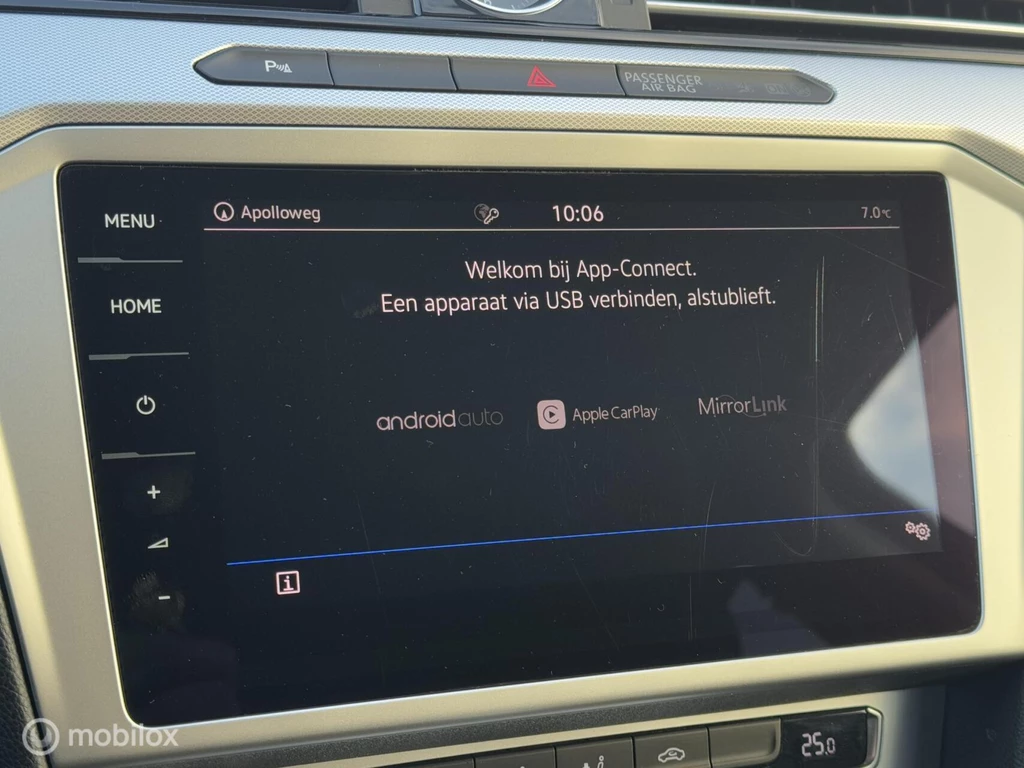 P
PASSENGER
AIR BAG
MENU
Apolloweg
10:06
7.0°C
Welkom bij App-Connect.
HOME
Een apparaat via USB verbinden, alstublieft.
androidauto
Apple CarPlay
MirrorLink
+
-
i
mobilox
25.0